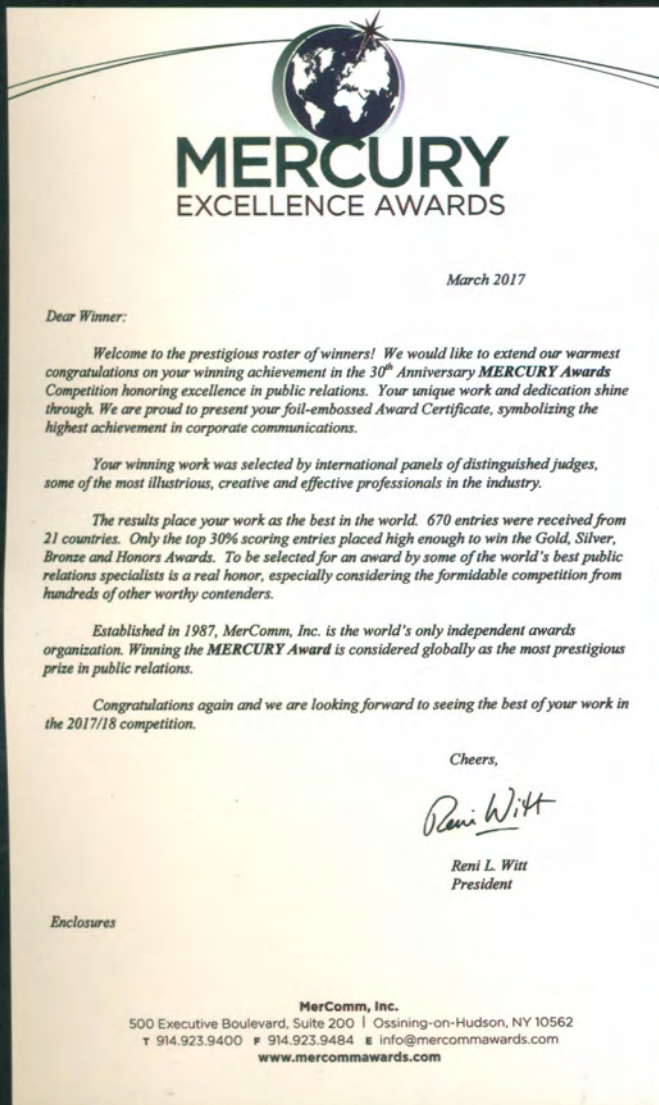 MERCURY
EXCELLENCE AWARDS
March 2017
Dear Winner:
Welcome to the prestigious roster of winners! We would like to extend our warmest
congratulations on your winning achievement in the 30th Anniversary MERCURY Awards
Competition honoring excellence in public relations. Your unique work and dedication shine
through. We are proud to present your foil-embossed Award Certificate, symbolizing the
highest achievement in corporate communications.
Your winning work was selected by international panels of distinguished judges,
some of the most illustrious, creative and effective professionals in the industry.
The results place your work as the best in the world. 670 entries were received from
21 countries. Only the top 30% scoring entries placed high enough to win the Gold, Silver,
Bronze and Honors Awards. To be selected for an award by some of the world's best public
relations specialists is a real honor, especially considering the formidable competition from
hundreds of other worthy contenders.
Established in 1987, MerComm, Inc. is the world's only independent awards
organization. Winning the MERCURY Award is considered globally as the most prestigious
prize in public relations.
Congratulations again and we are looking forward to seeing the best of your work in
the 2017/18 competition.
Cheers,
Reni Witt
Reni L. Witt
President
Enclosures
MerComm, Inc.
500 Executive Boulevard, Suite 200 | Ossining-on-Hudson, NY 10562
T 914.923.9400 F 914.923.9484 E info@mercommawards.com
www.mercommawards.com